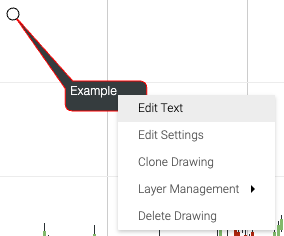 Example
Edit Text
Edit Settings
Clone Drawing
Layer Management
Delete Drawing